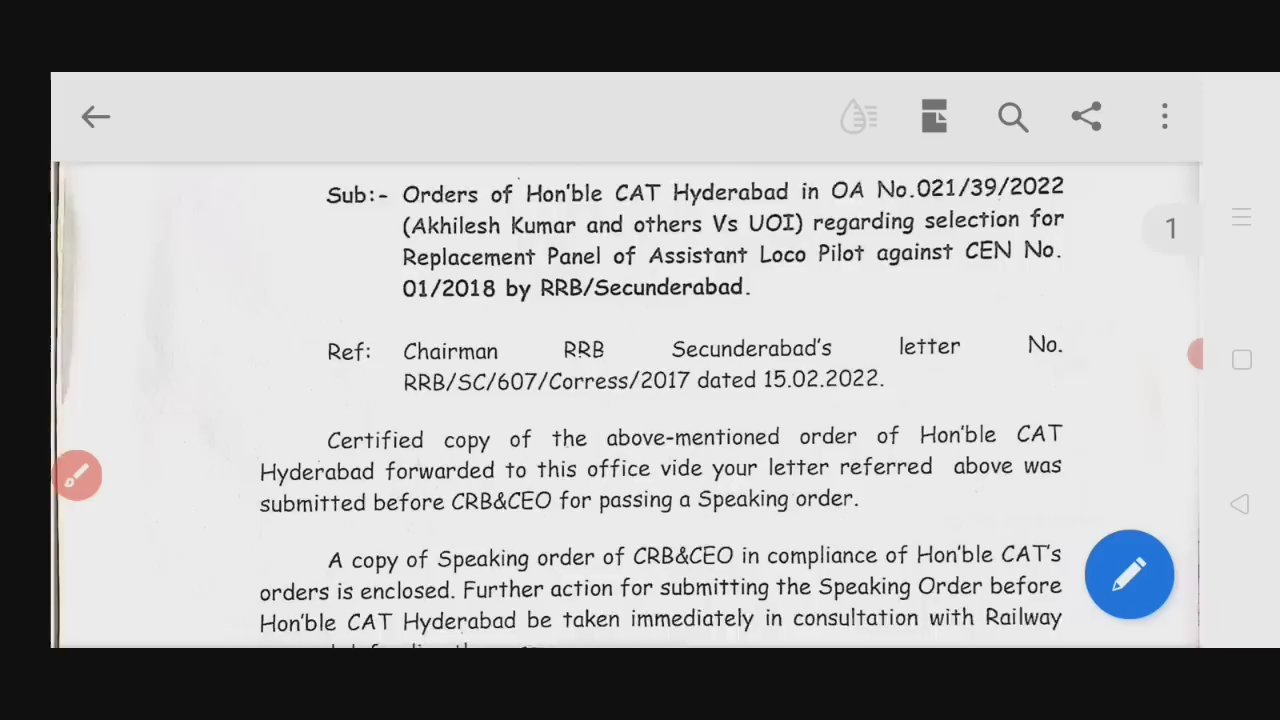 Sub:- Orders of Hon'ble CAT Hyderabad in OA No.021/39/2022
(Akhilesh Kumar and others Vs UOI) regarding selection for
Replacement Panel of Assistant Loco Pilot against CEN No.
01/2018 by RRB/Secunderabad.
1
Ref: Chairman RRB Secunderabad's letter No.
RRB/SC/607/Corress/2017 dated 15.02.2022.
Certified copy of the above-mentioned order of Hon'ble CAT
Hyderabad forwarded to this office vide your letter referred above was
submitted before CRB&CEO for passing a Speaking order.
A copy of Speaking order of CRB&CEO in compliance of Hon'ble CAT's
orders is enclosed. Further action for submitting the Speaking Order before
Hon'ble CAT Hyderabad be taken immediately in consultation with Railway